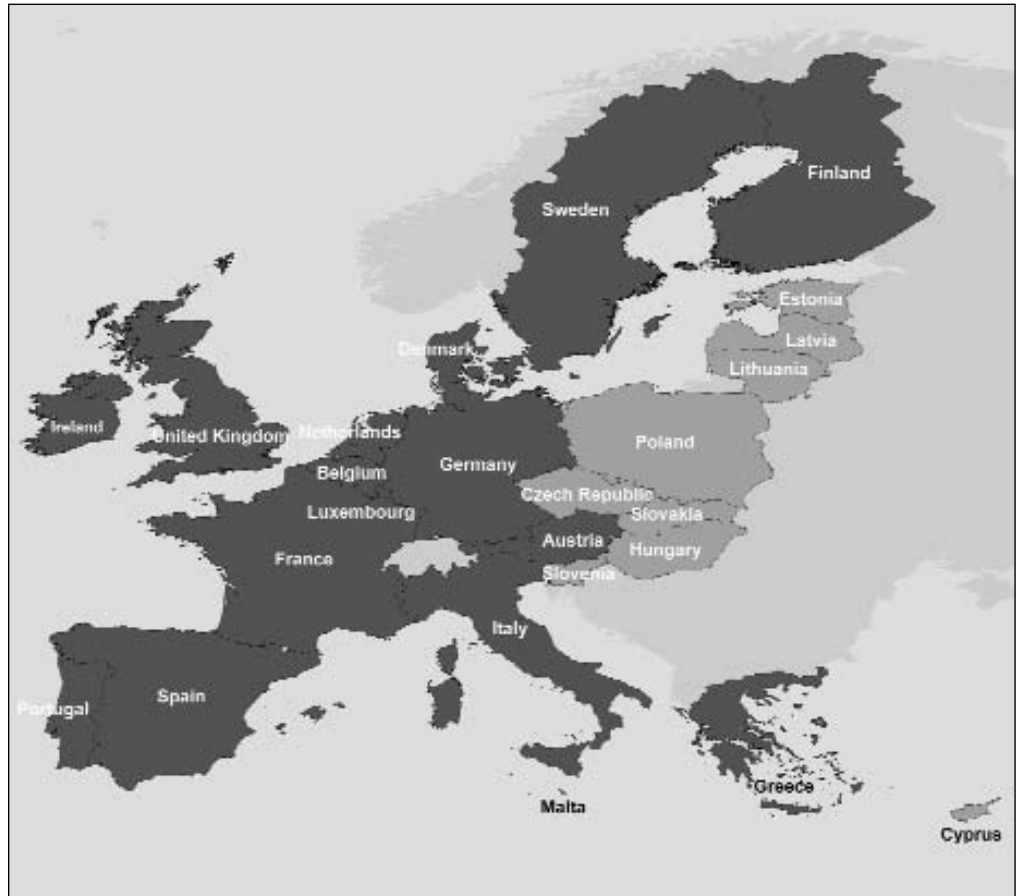 Finland
Sweden
Estonia
Latvia
Denmark
Lithuania
Ireland
United Kingdom
Netherlands
Poland
Belgium
Germany
Czech Republic
Luxembourg
Slovakia
Austria
Hungary
France
Slovenia
Italy
Spain
Portugal
Greece
Malta
Cyprus